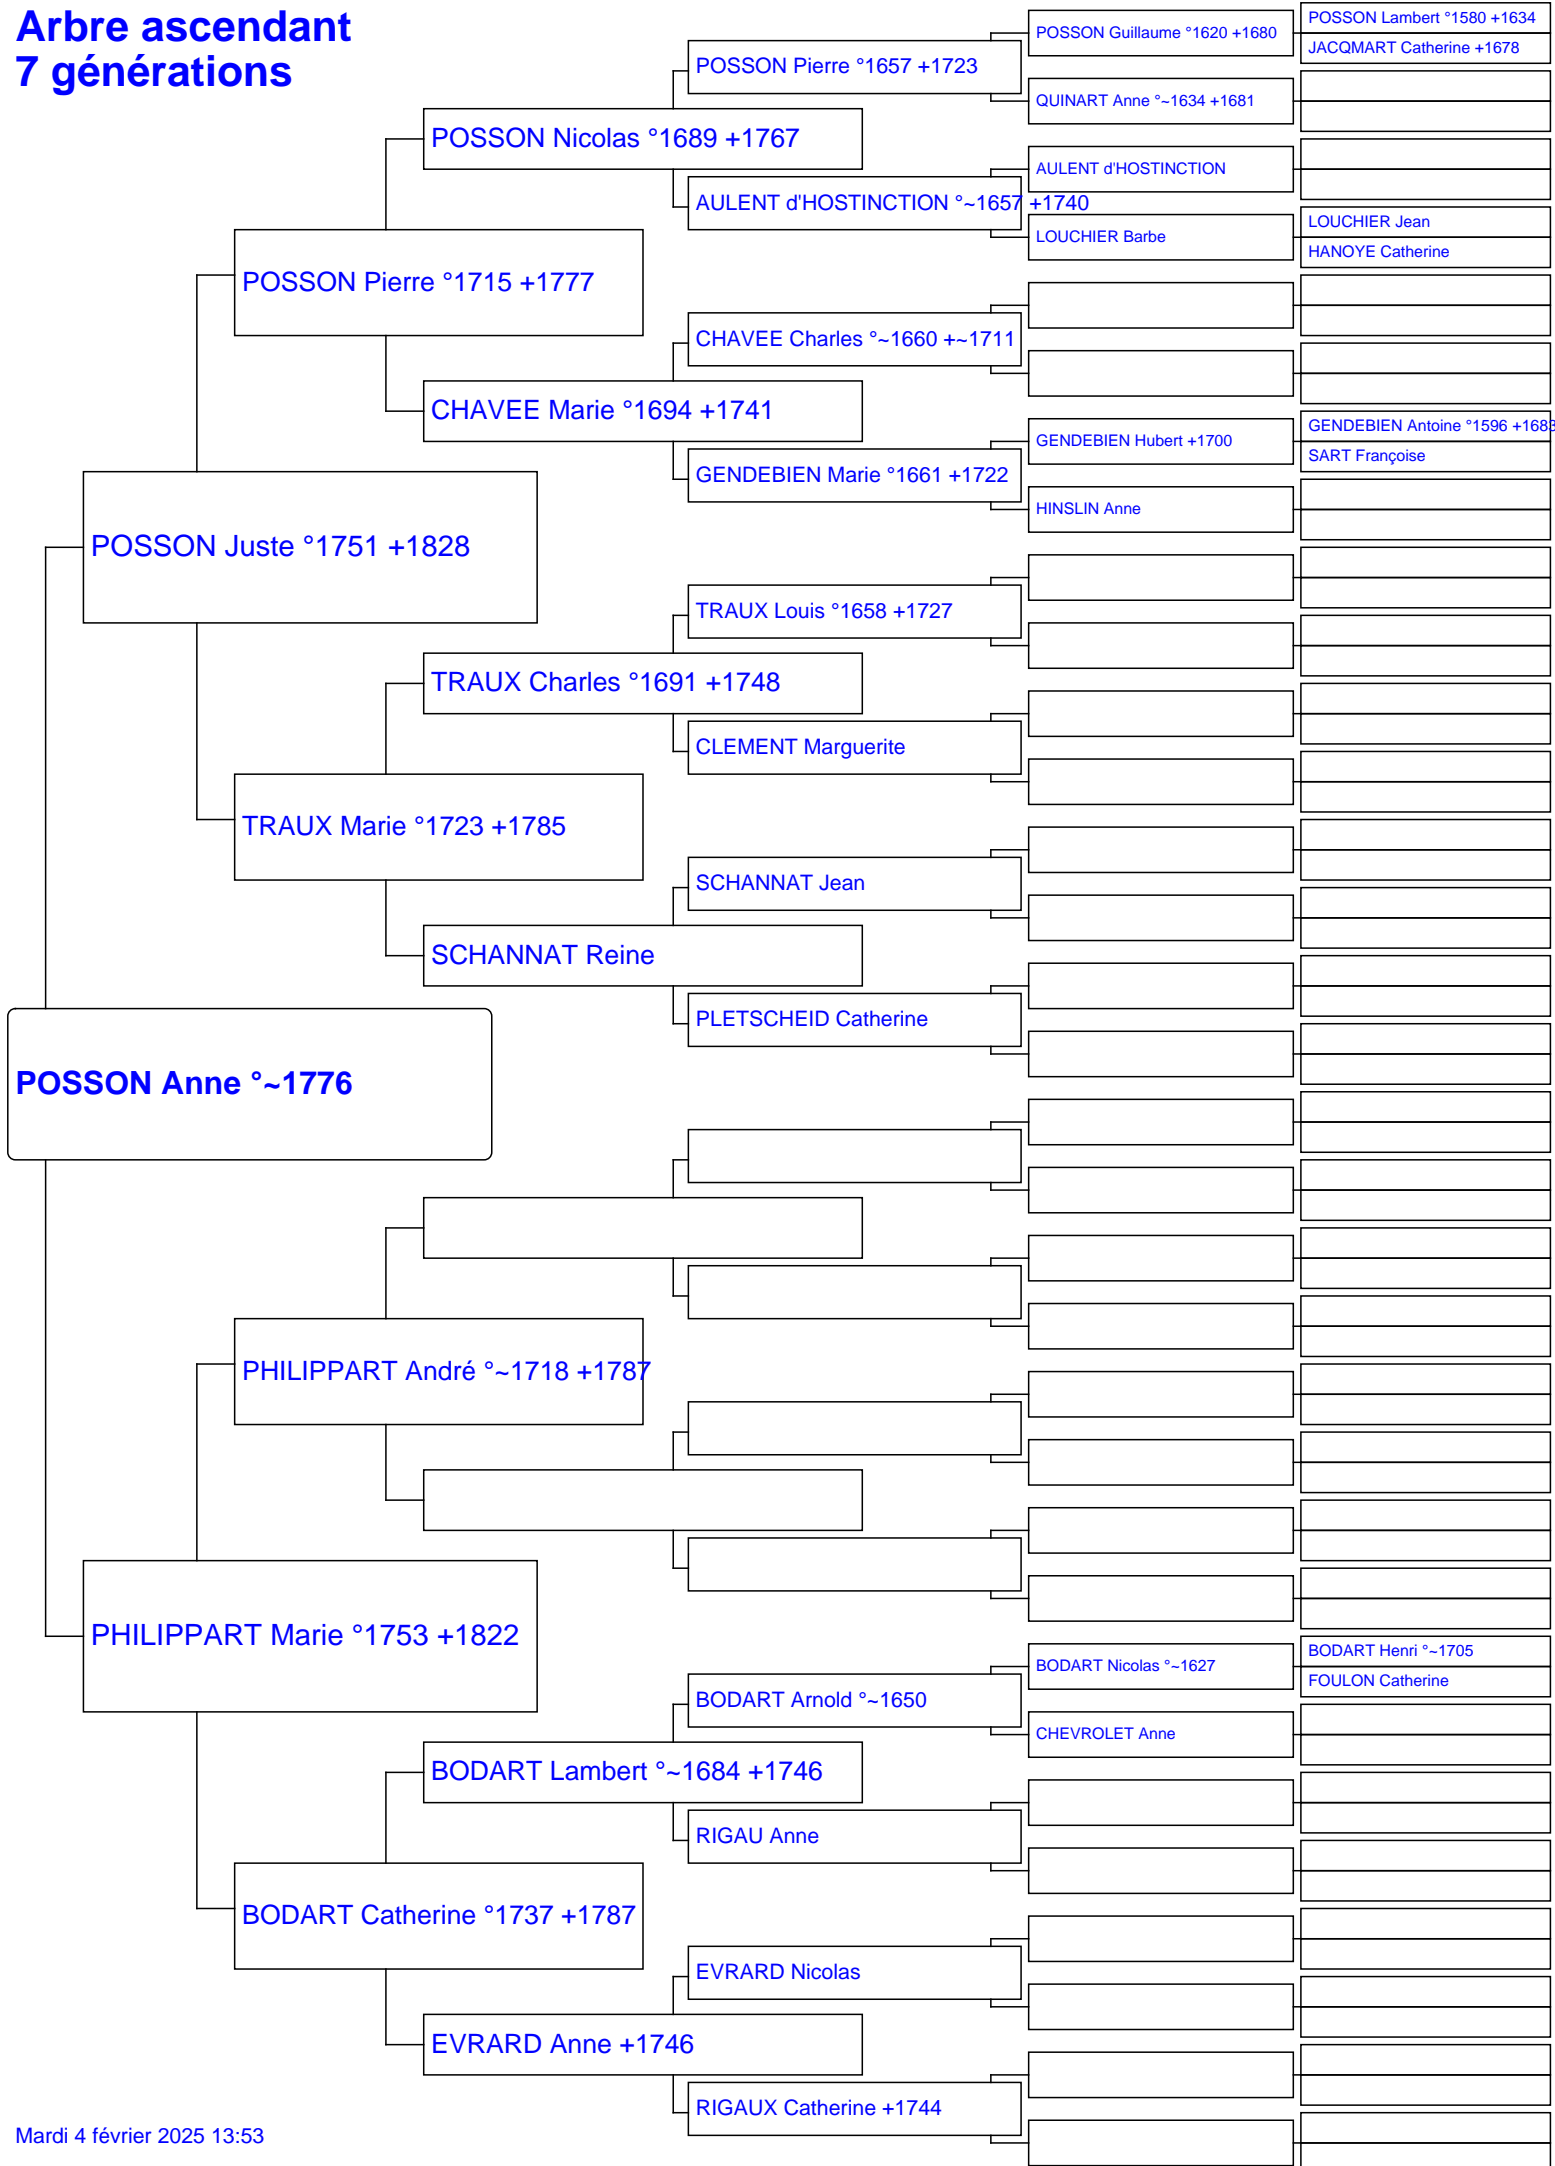 Arbre ascendant
7 générations
POSSON Lambert °1580 +1634
POSSON Guillaume °1620 +1680
JACQMART Catherine +1678
POSSON Pierre °1657 +1723
QUINART Anne °~1634 +1681
POSSON Nicolas °1689 +1767
AULENT d'HOSTINCTION
AULENT d'HOSTINCTION °~1657 +1740
LOUCHIER Jean
LOUCHIER Barbe
HANOYE Catherine
POSSON Pierre °1715 +1777
CHAVEE Charles °~1660 +~1711
CHAVEE Marie °1694 +1741
GENDEBIEN Antoine °1596 +1683
GENDEBIEN Hubert +1700
SART Françoise
GENDEBIEN Marie °1661 +1722
HINSLIN Anne
POSSON Juste °1751 +1828
TRAUX Louis °1658 +1727
TRAUX Charles °1691 +1748
CLEMENT Marguerite
TRAUX Marie °1723 +1785
SCHANNAT Jean
SCHANNAT Reine
PLETSCHEID Catherine
POSSON Anne °~1776
PHILIPPART André °~1718 +1787
PHILIPPART Marie °1753 +1822
BODART Henri °~1705
BODART Nicolas °~1627
FOULON Catherine
BODART Arnold °~1650
CHEVROLET Anne
BODART Lambert °~1684 +1746
RIGAU Anne
BODART Catherine °1737 +1787
EVRARD Nicolas
EVRARD Anne +1746
RIGAUX Catherine +1744
Mardi 4 février 2025 13:53